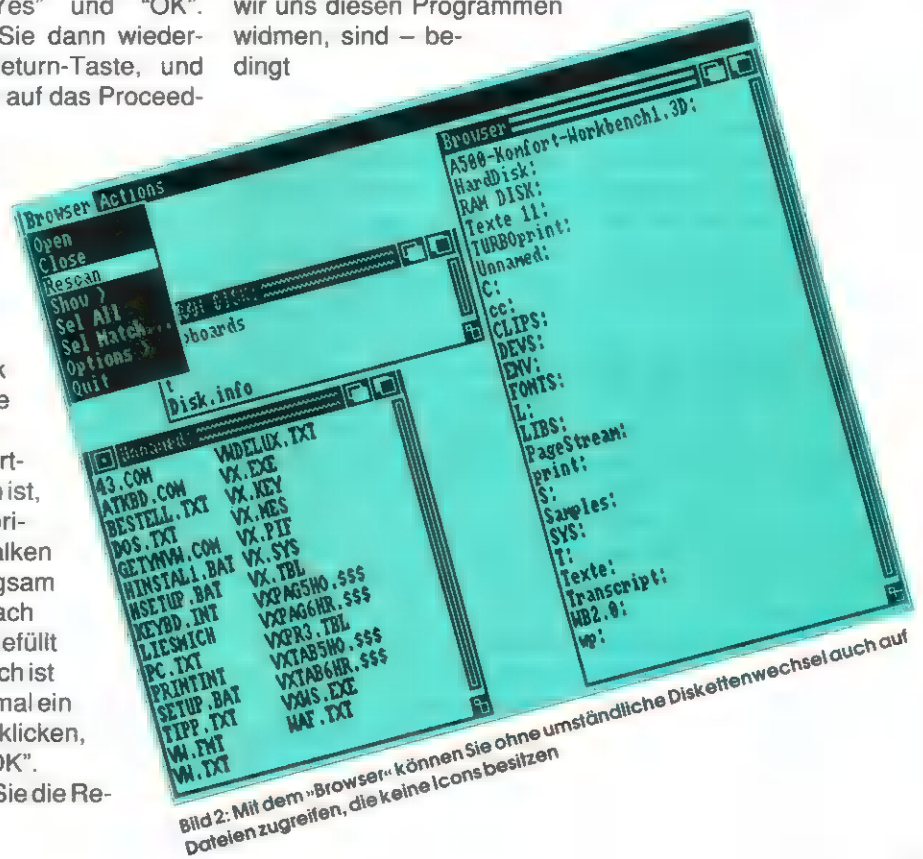 Yes” und “OK”.
Sie dann wieder-
eturn-Taste, und
auf das Proceed-
wir uns diesen Programmen
widmen, sind – be-
dingt
k
e
rt-
ist,
ori-
alken
gsam
ach
efüllt
ch ist
mal ein
klicken,
OK”.
Sie die Re-
Browser Actions
Open
Close
Rescan
Show }
Sel All
Sel Match...
Options }
Quit
DISK:
pboards
t
Disk.info
Unnamed:
43.COM
ATKBD.COM
BESTELL.TXT
DOS.TXT
GETYMVW.COM
HINSTAL1.BAT
HSETUP.BAT
KEYBD.INT
LIESMICH
PC.TXT
PRINTINT
SETUP.BAT
TIPP.TXT
VW.FMT
VW.TXT
VWDELUX.TXT
VX.EXE
VX.KEY
VX.MES
VX.PIF
VX.SYS
VX.TBL
VXPAG5HO.$$$
VXPAG6HR.$$$
VXPR3.TBL
VXTAB5HO.$$$
VXTAB6HR.$$$
VXMS.EXE
WAF.TXT
Browser
A500-Komfort-Workbench1.3D:
HardDisk:
RAM DISK:
Texte 11:
TURBOprint:
Unnamed:
C:
cc:
CLIPS:
DEVS:
ENV:
FONTS:
L:
LIBS:
PageStream:
print:
S:
Samples:
SYS:
T:
Texte:
Transcript:
WB2.0:
wp:
Bild 2: Mit dem »Browser« können Sie ohne umständliche Diskettenwechsel auch auf
Dateien zugreifen, die keine Icons besitzen